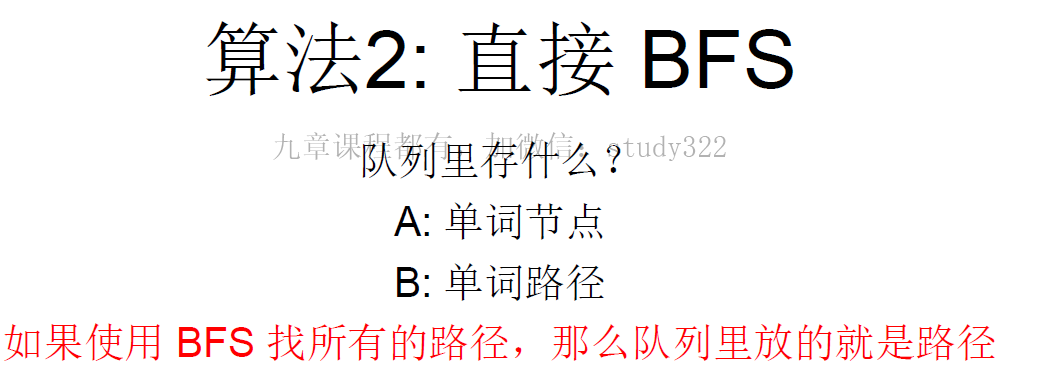 算法2: 直接 BFS
九章课程都有 加微信: study322
队列里存什么?
A: 单词节点
B: 单词路径
如果使用 BFS 找所有的路径，那么队列里放的就是路径